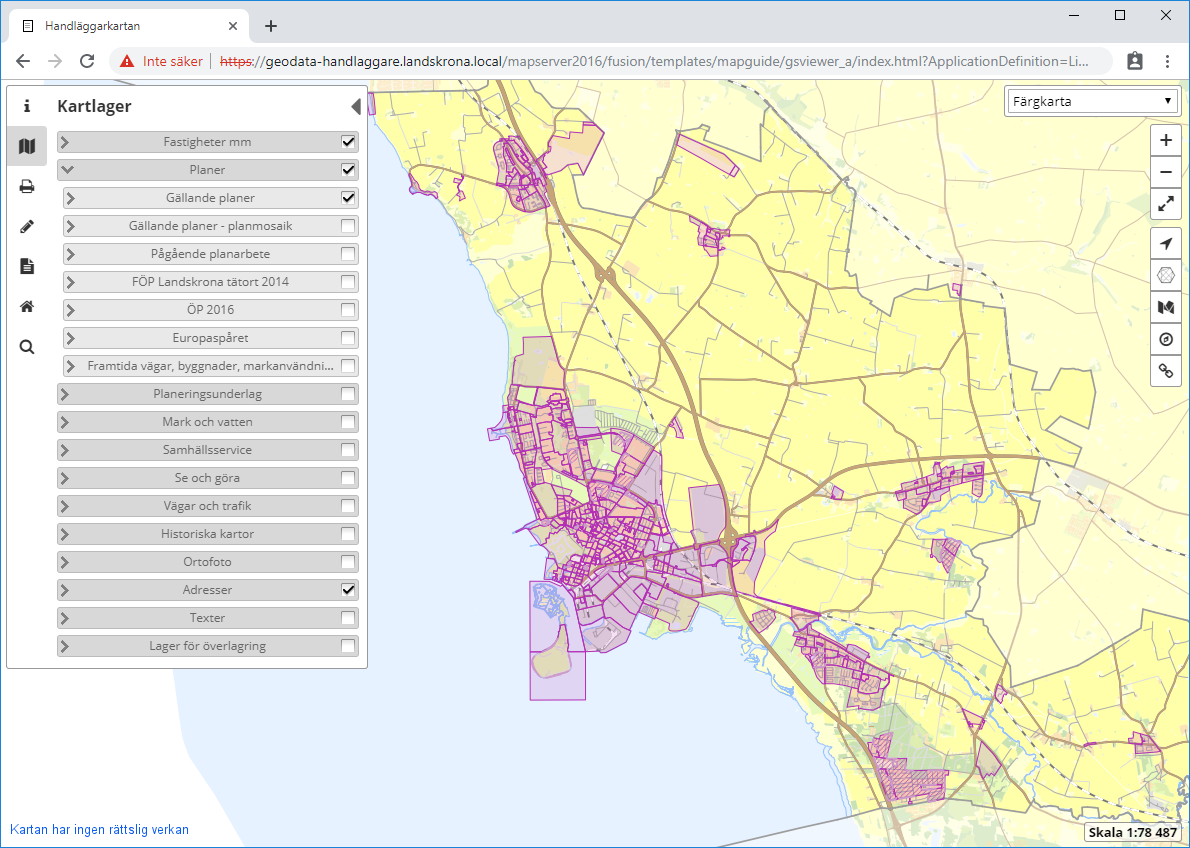 Handläggarkartan
Inte säker
https://geodata-handlaggare.landskrona.local/mapserver2016/fusion/templates/mapguide/gsviewer_a/index.html?ApplicationDefinition=Li...
Kartlager
Färgkarta
Fastigheter mm
Planer
Gällande planer
Gällande planer - planmosaik
Pågående planarbete
FÖP Landskrona tätort 2014
ÖP 2016
Europaspåret
Framtida vägar, byggnader, markanvändni...
Planeringsunderlag
Mark och vatten
Samhällsservice
Se och göra
Vägar och trafik
Historiska kartor
Ortofoto
Adresser
Texter
Lager för överlagring
Kartan har ingen rättslig verkan
Skala 1:78 487